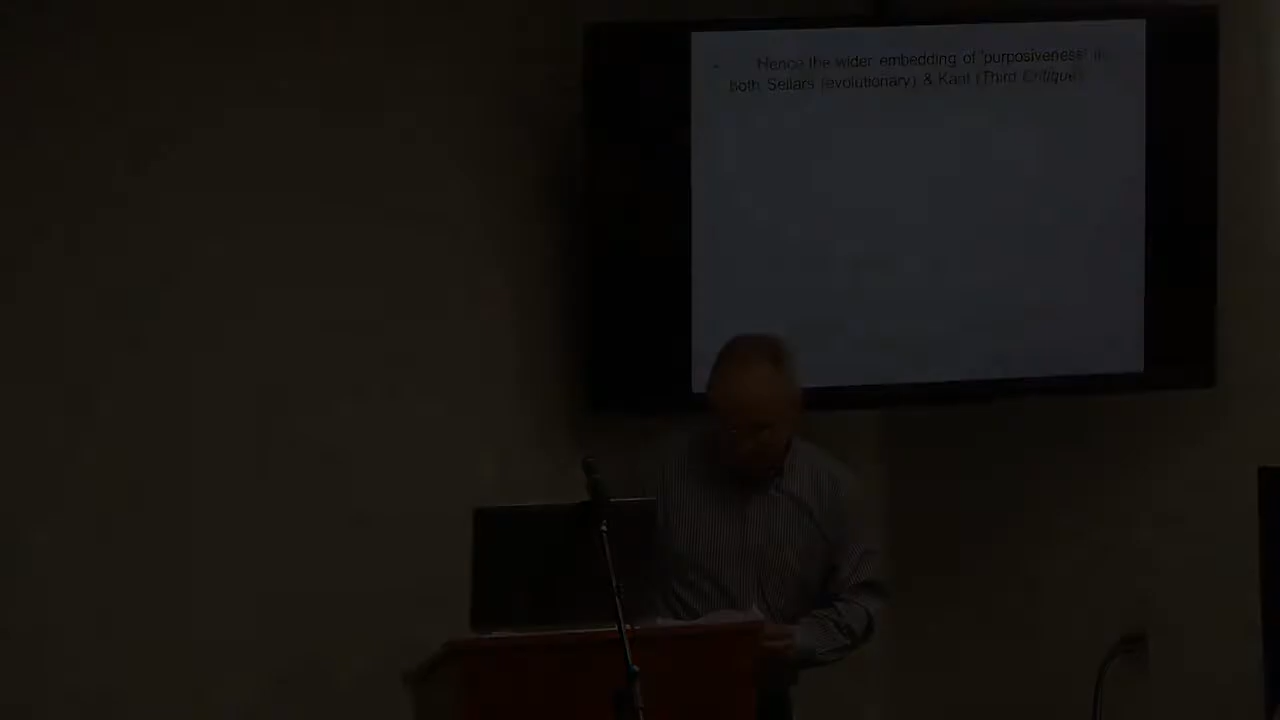 - Hence the wider embedding of 'purposiveness' in
both Sellars (evolutionary) & Kant (Third Critique)